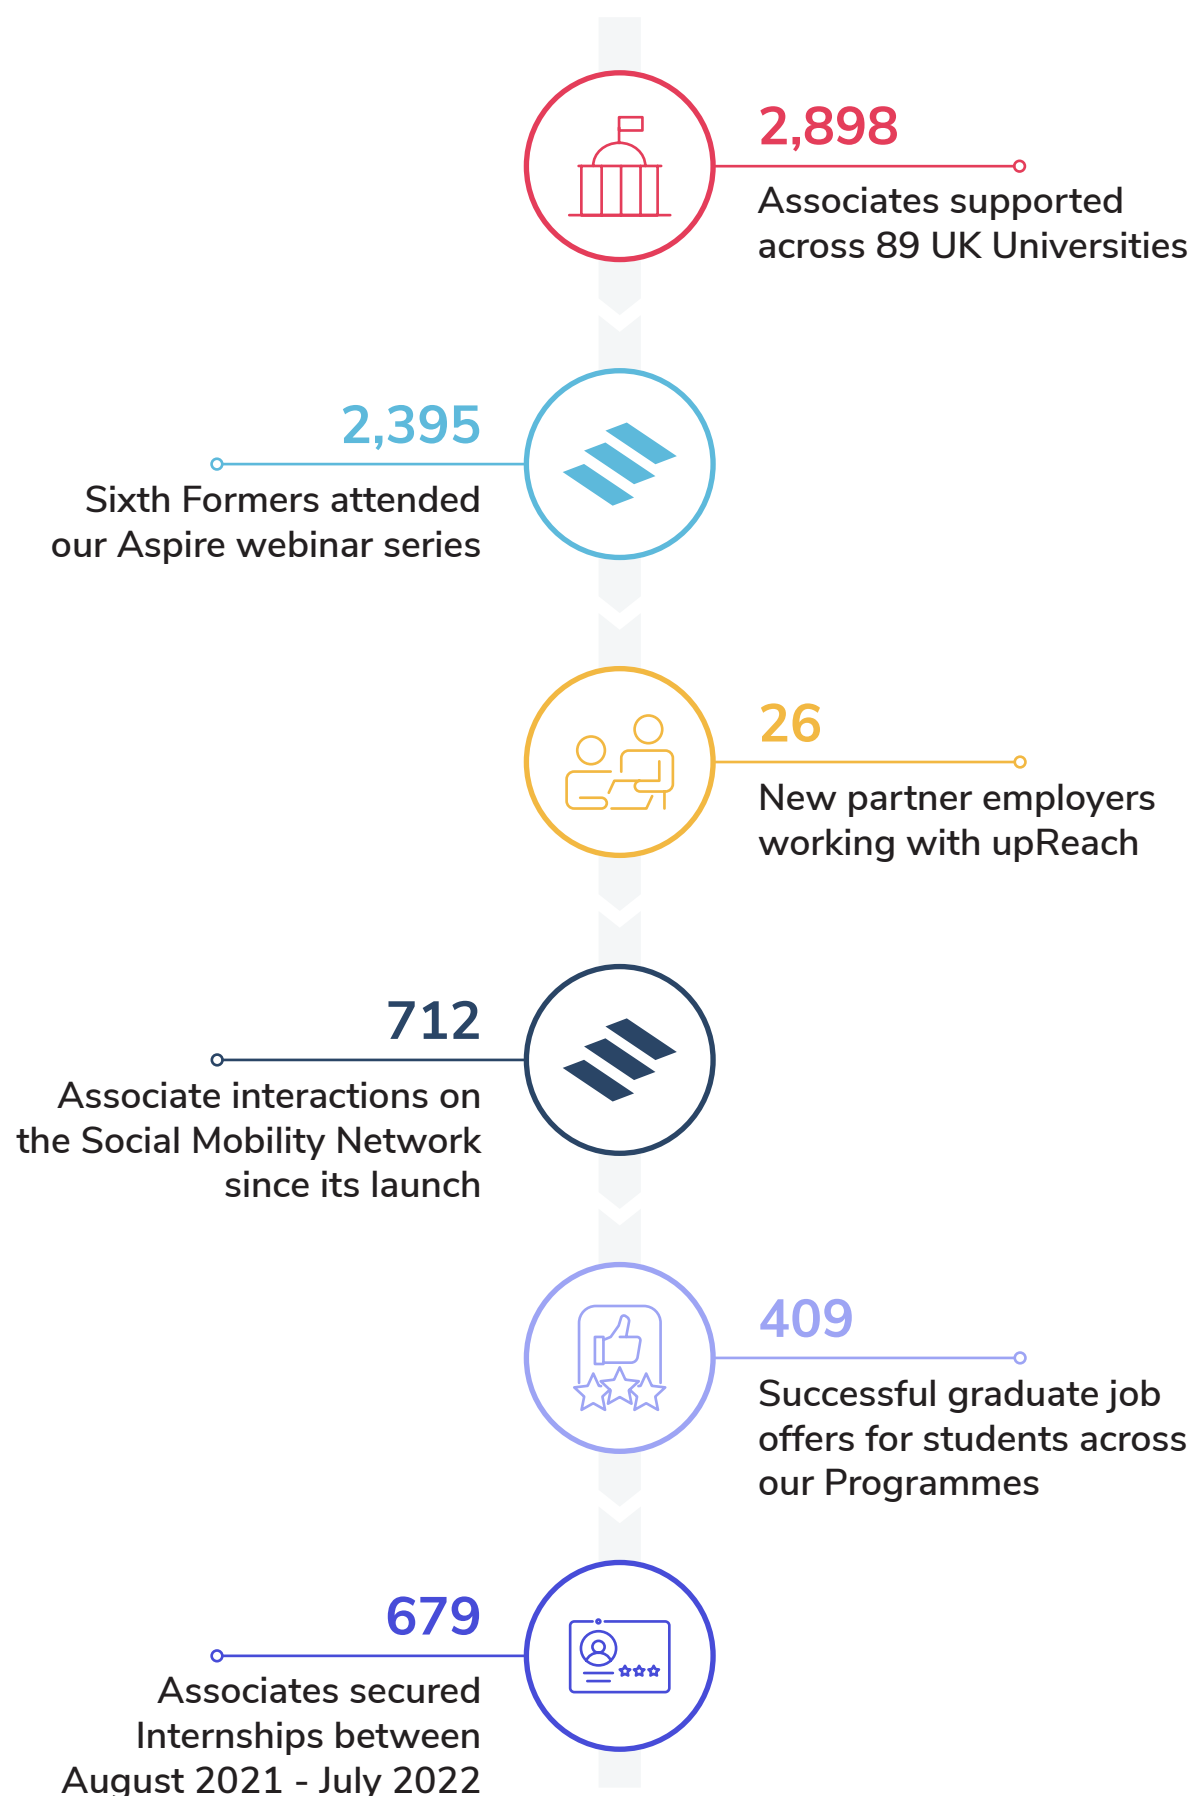 2,898
Associates supported
across 89 UK Universities
2,395
Sixth Formers attended
our Aspire webinar series
26
New partner employers
working with upReach
712
Associate interactions on
the Social Mobility Network
since its launch
409
Successful graduate job
offers for students across
our Programmes
679
Associates secured
Internships between
August 2021 - July 2022